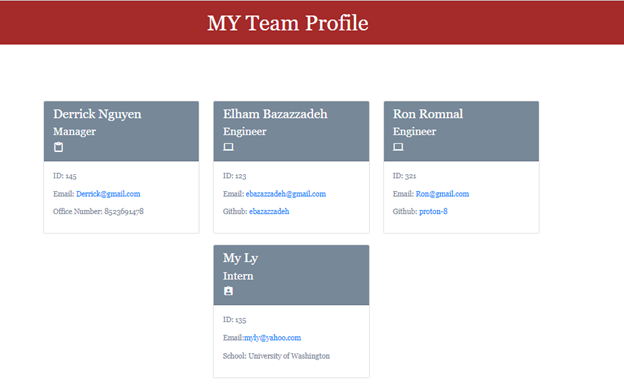 MY Team Profile
Derrick Nguyen
Manager
ID: 145
Email: Derrick@gmail.com
Office Number: 8523691478
Elham Bazazzadeh
Engineer
ID: 123
Email: ebazazzadeh@gmail.com
Github: ebazazzadeh
Ron Romnal
Engineer
ID: 321
Email: Ron@gmail.com
Github: proton-8
My Ly
Intern
ID: 135
Email:myly@yahoo.com
School: University of Washington